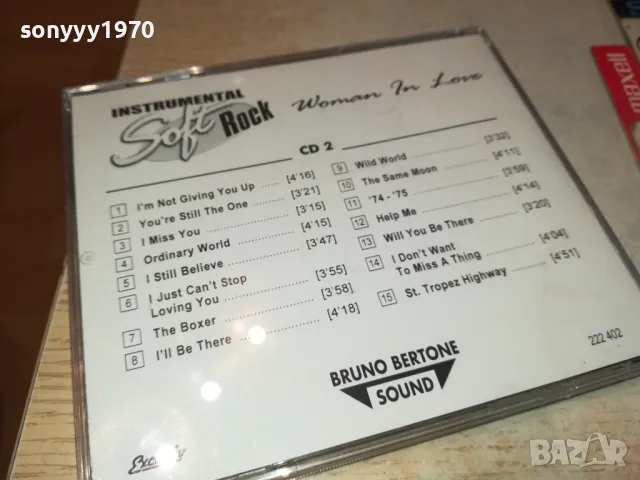 sonyyy1970
maxell
INSTRUMENTAL
Soft Rock
Woman In Love
CD 2
1 I'm Not Giving You Up [4'16]
2 You're Still The One [3'21]
3 I Miss You [3'15]
4 Ordinary World [4'15]
5 I Still Believe [3'47]
6 I Just Can't Stop
Loving You [3'55]
7 The Boxer [3'58]
8 I'll Be There [4'18]
9 Wild World [3'32]
10 The Same Moon [4'11]
11 '74 - '75 [3'59]
12 Help Me [4'14]
13 Will You Be There [3'20]
14 I Don't Want
To Miss A Thing [4'04]
15 St. Tropez Highway [4'51]
BRUNO BERTONE
SOUND
222 402
BAZAR